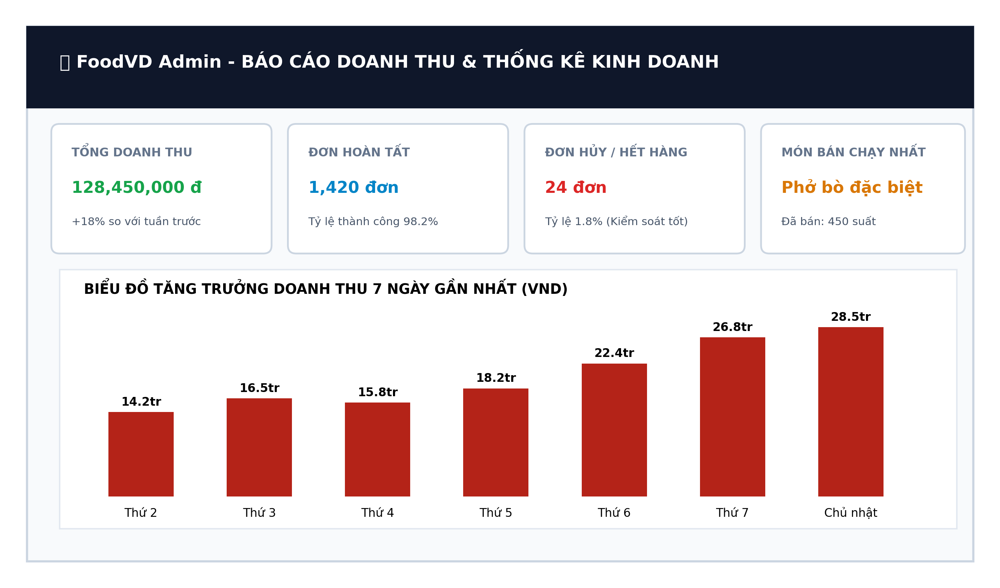 FoodVD Admin - BÁO CÁO DOANH THU & THỐNG KÊ KINH DOANH
TỔNG DOANH THU
128,450,000 đ
+18% so với tuần trước
ĐƠN HOÀN TẤT
1,420 đơn
Tỷ lệ thành công 98.2%
ĐƠN HỦY / HẾT HÀNG
24 đơn
Tỷ lệ 1.8% (Kiểm soát tốt)
MÓN BÁN CHẠY NHẤT
Phở bò đặc biệt
Đã bán: 450 suất
BIỂU ĐỒ TĂNG TRƯỞNG DOANH THU 7 NGÀY GẦN NHẤT (VND)
14.2tr
16.5tr
15.8tr
18.2tr
22.4tr
26.8tr
28.5tr
Thứ 2
Thứ 3
Thứ 4
Thứ 5
Thứ 6
Thứ 7
Chủ nhật